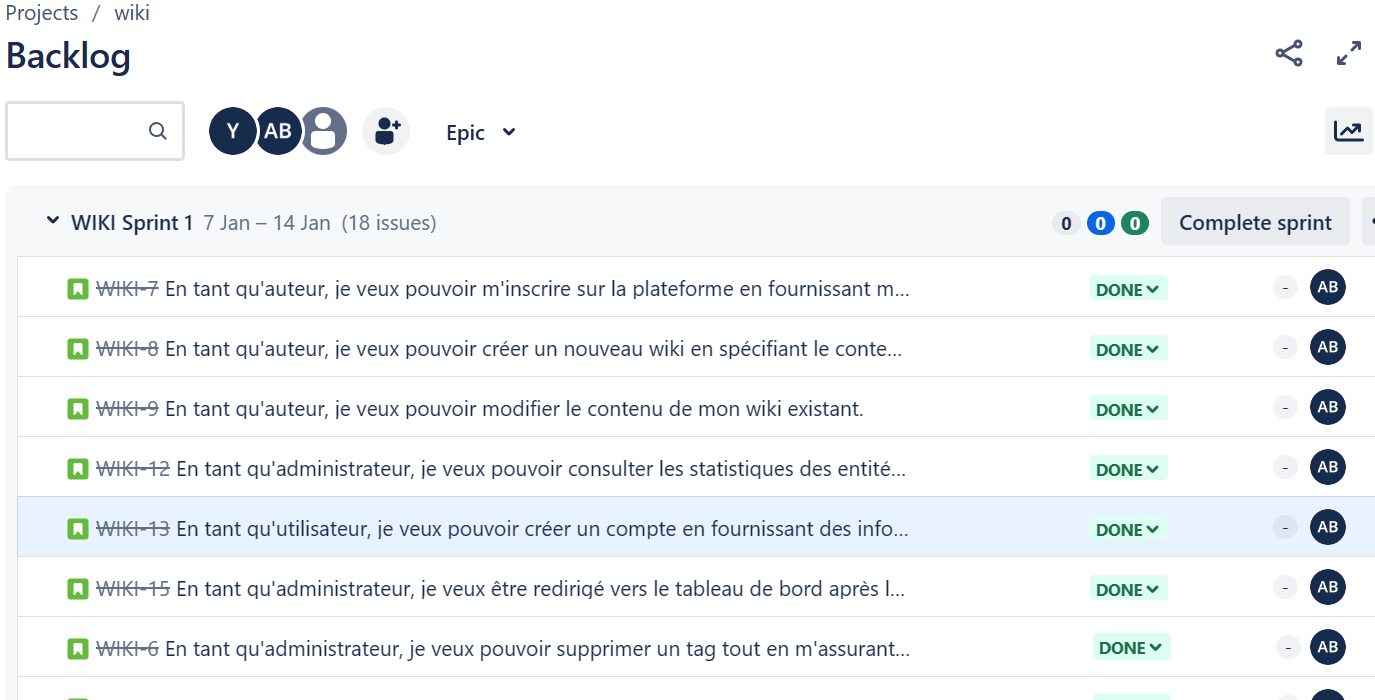 Projects / wiki
Backlog
Y AB Epic
WIKI Sprint 1 7 Jan – 14 Jan (18 issues) 0 0 0 Complete sprint
WIKI-7 En tant qu'auteur, je veux pouvoir m'inscrire sur la plateforme en fournissant m... DONE - AB
WIKI-8 En tant qu'auteur, je veux pouvoir créer un nouveau wiki en spécifiant le conte... DONE - AB
WIKI-9 En tant qu'auteur, je veux pouvoir modifier le contenu de mon wiki existant. DONE - AB
WIKI-12 En tant qu'administrateur, je veux pouvoir consulter les statistiques des entité... DONE - AB
WIKI-13 En tant qu'utilisateur, je veux pouvoir créer un compte en fournissant des info... DONE - AB
WIKI-15 En tant qu'administrateur, je veux être redirigé vers le tableau de bord après l... DONE - AB
WIKI-6 En tant qu'administrateur, je veux pouvoir supprimer un tag tout en m'assurant... DONE - AB